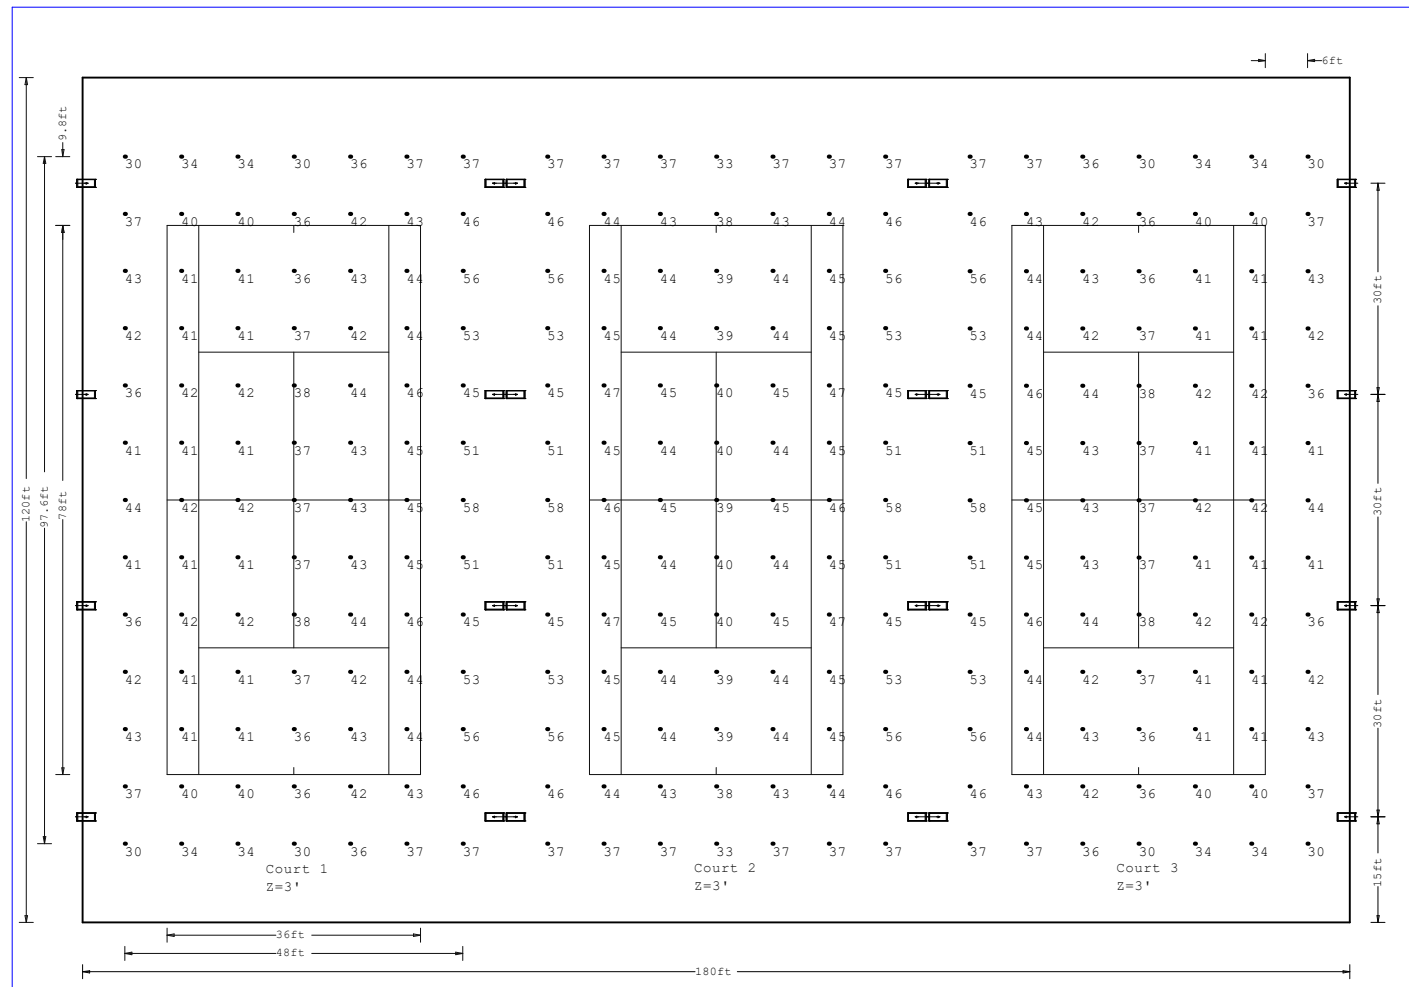 6ft
9.8ft
30 34 34 30 36 37 37 37 37 37 33 37 37 37 37 37 36 30 34 34 30
37 40 40 36 42 43 46 46 44 43 38 43 44 46 46 43 42 36 40 40 37
43 41 41 36 43 44 56 56 45 44 39 44 45 56 56 44 43 36 41 41 43
30ft
42 41 41 37 42 44 53 53 45 44 39 44 45 53 53 44 42 37 41 41 42
36 42 42 38 44 46 45 45 47 45 40 45 47 45 45 46 44 38 42 42 36
41 41 41 37 43 45 51 51 45 44 40 44 45 51 51 45 43 37 41 41 41
120ft
97.6ft
78ft
44 42 42 37 43 45 58 58 46 45 39 45 46 58 58 45 43 37 42 42 44
30ft
41 41 41 37 43 45 51 51 45 44 40 44 45 51 51 45 43 37 41 41 41
36 42 42 38 44 46 45 45 47 45 40 45 47 45 45 46 44 38 42 42 36
42 41 41 37 42 44 53 53 45 44 39 44 45 53 53 44 42 37 41 41 42
30ft
43 41 41 36 43 44 56 56 45 44 39 44 45 56 56 44 43 36 41 41 43
37 40 40 36 42 43 46 46 44 43 38 43 44 46 46 43 42 36 40 40 37
30 34 34 30 36 37 37 37 37 37 33 37 37 37 37 37 36 30 34 34 30
15ft
Court 1
Z=3'
Court 2
Z=3'
Court 3
Z=3'
36ft
48ft
180ft